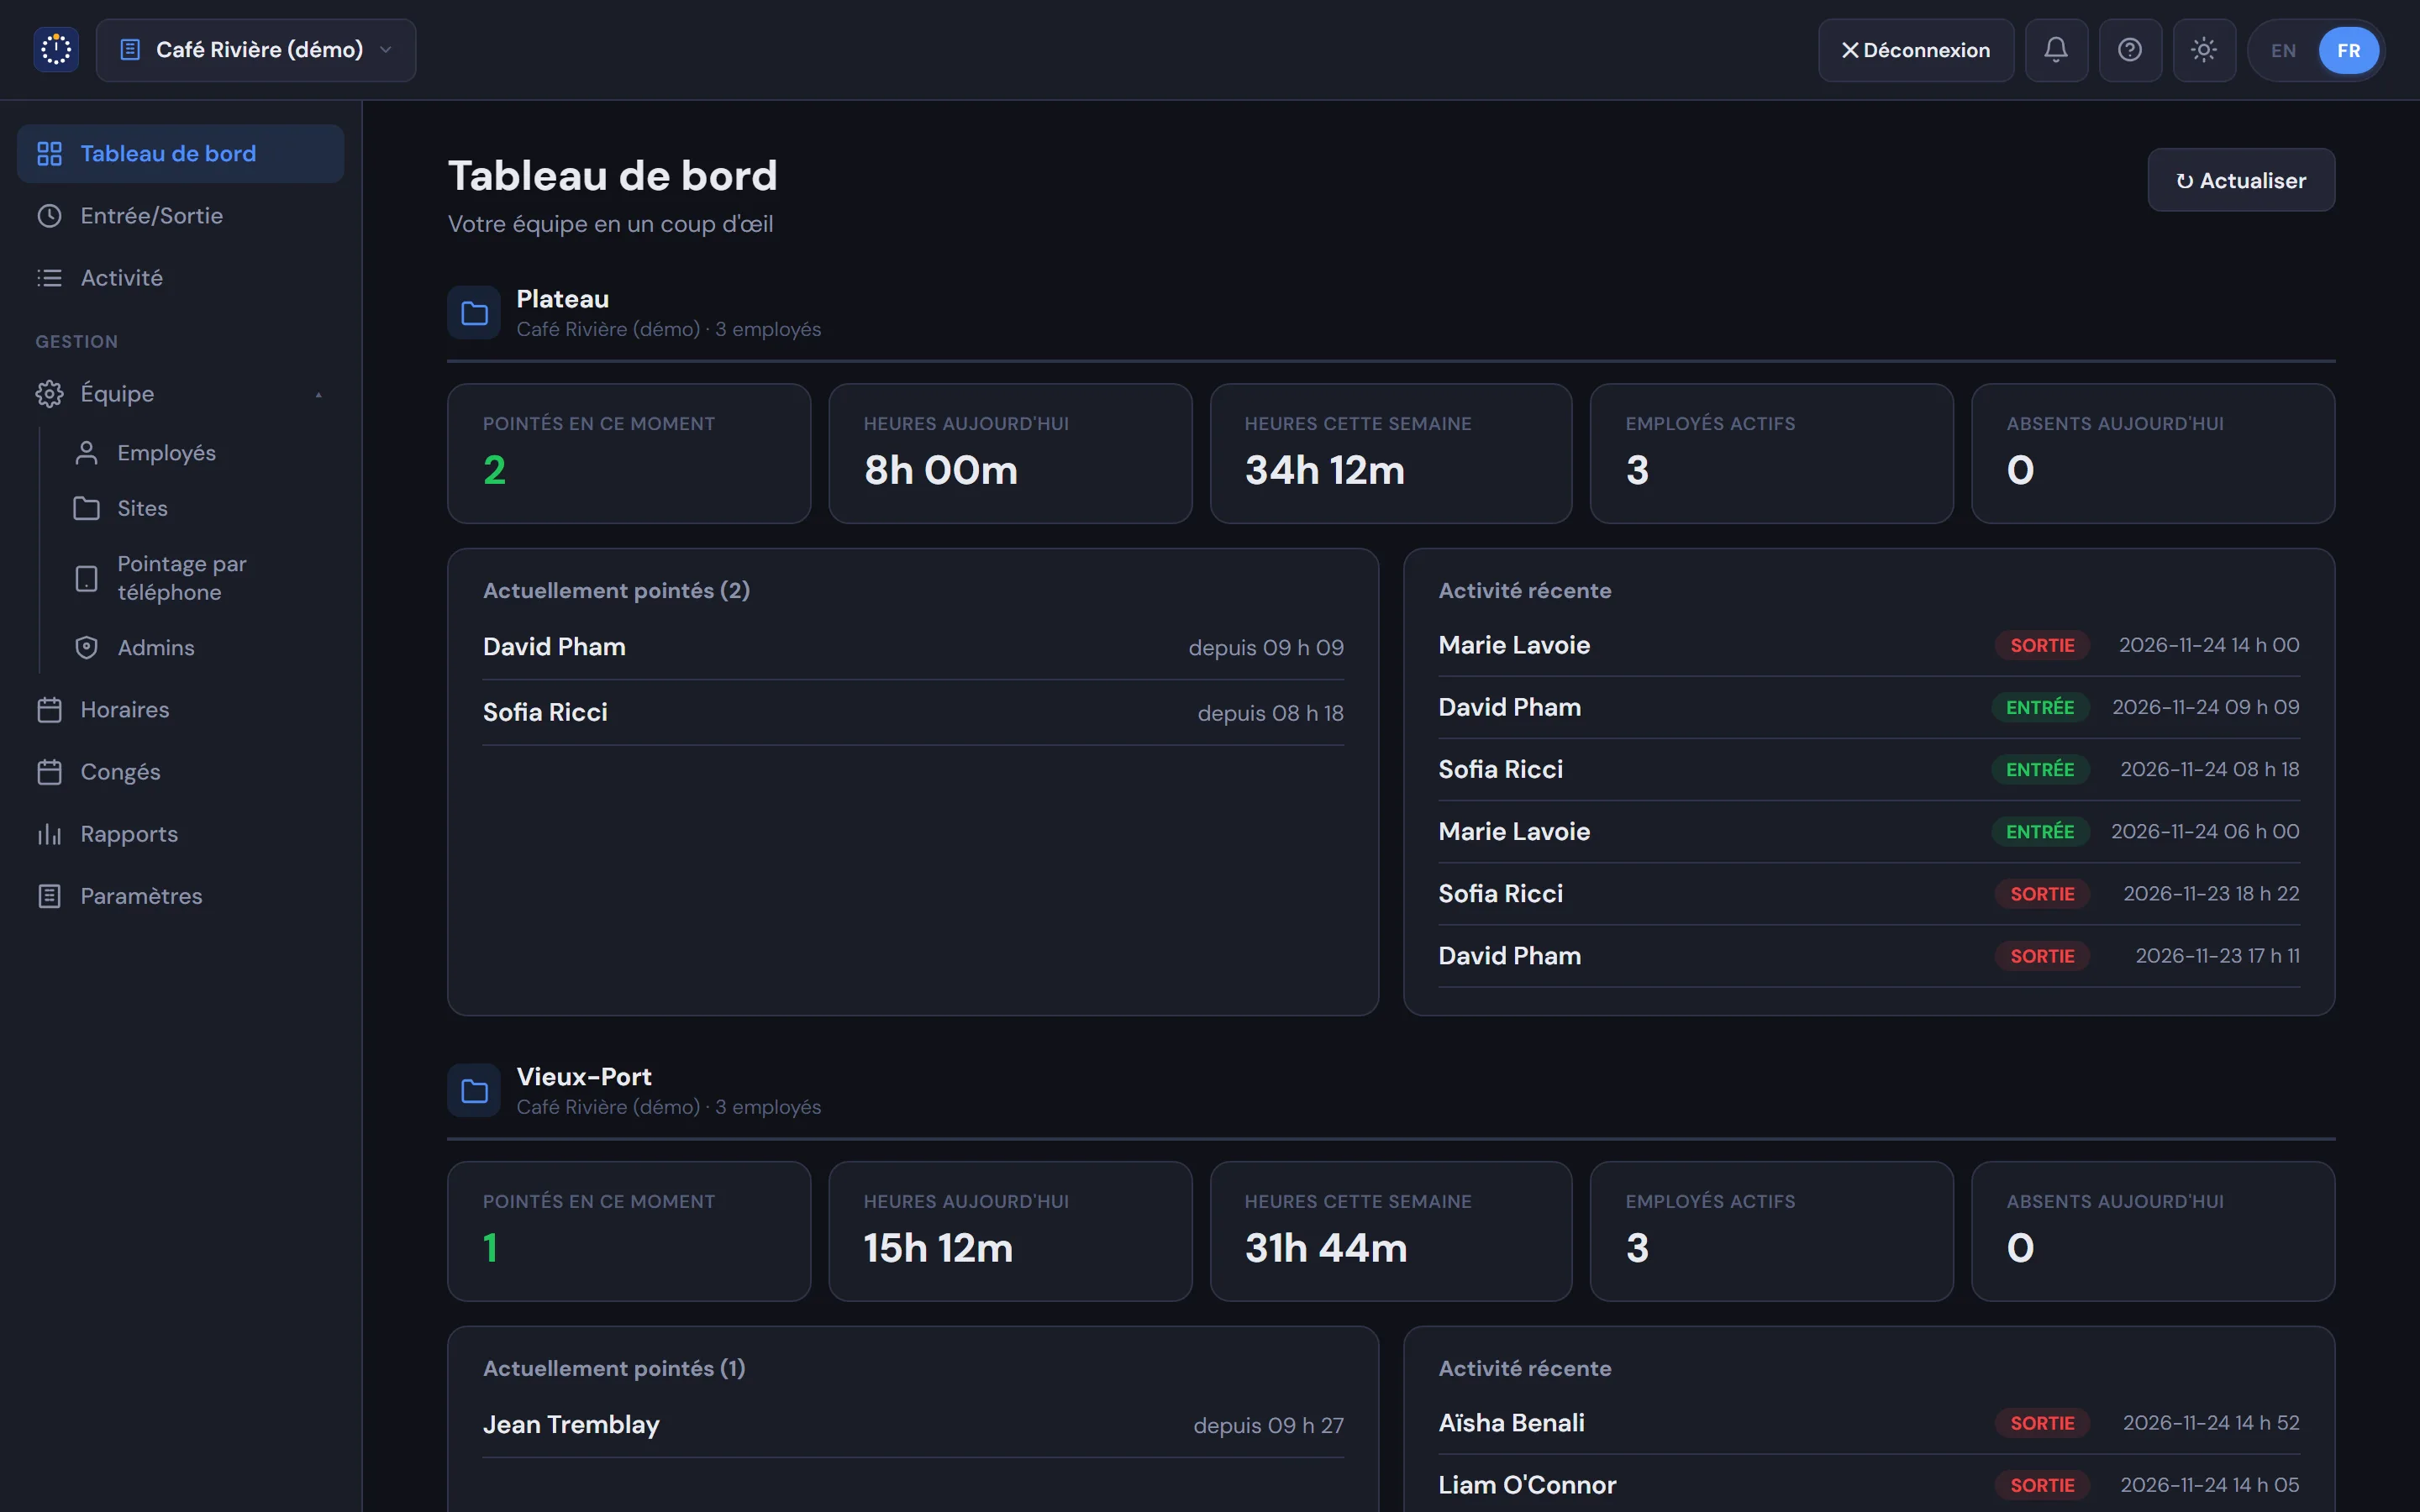 Café Rivière (démo)
Déconnexion
EN
FR
Tableau de bord
Entrée/Sortie
Activité
GESTION
Équipe
Employés
Sites
Pointage par
téléphone
Admins
Horaires
Congés
Rapports
Paramètres
Tableau de bord
Votre équipe en un coup d'œil
Actualiser
Plateau
Café Rivière (démo) · 3 employés
POINTÉS EN CE MOMENT
2
HEURES AUJOURD'HUI
8h 00m
HEURES CETTE SEMAINE
34h 12m
EMPLOYÉS ACTIFS
3
ABSENTS AUJOURD'HUI
0
Actuellement pointés (2)
David Pham depuis 09 h 09
Sofia Ricci depuis 08 h 18
Activité récente
Marie Lavoie SORTIE 2026-11-24 14 h 00
David Pham ENTRÉE 2026-11-24 09 h 09
Sofia Ricci ENTRÉE 2026-11-24 08 h 18
Marie Lavoie ENTRÉE 2026-11-24 06 h 00
Sofia Ricci SORTIE 2026-11-23 18 h 22
David Pham SORTIE 2026-11-23 17 h 11
Vieux-Port
Café Rivière (démo) · 3 employés
POINTÉS EN CE MOMENT
1
HEURES AUJOURD'HUI
15h 12m
HEURES CETTE SEMAINE
31h 44m
EMPLOYÉS ACTIFS
3
ABSENTS AUJOURD'HUI
0
Actuellement pointés (1)
Jean Tremblay depuis 09 h 27
Activité récente
Aïsha Benali SORTIE 2026-11-24 14 h 52
Liam O'Connor SORTIE 2026-11-24 14 h 05